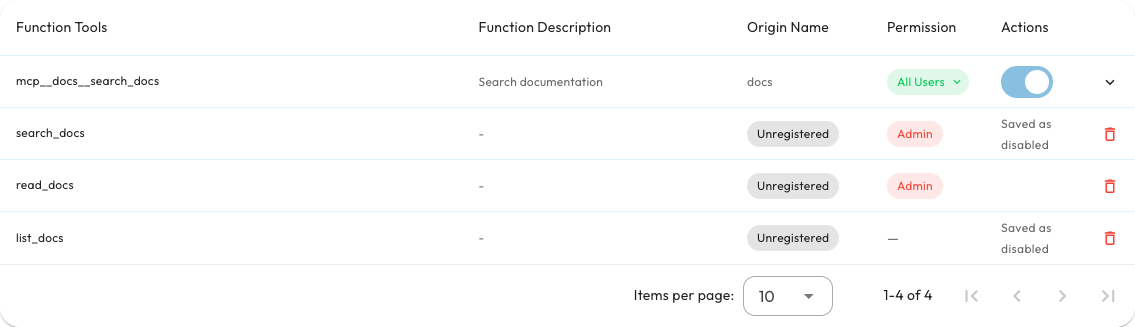 Function Tools Function Description Origin Name Permission Actions
mcp__docs__search_docs Search documentation docs All Users
search_docs - Unregistered Admin Saved as
disabled
read_docs - Unregistered Admin
list_docs - Unregistered — Saved as
disabled
Items per page: 10 1-4 of 4